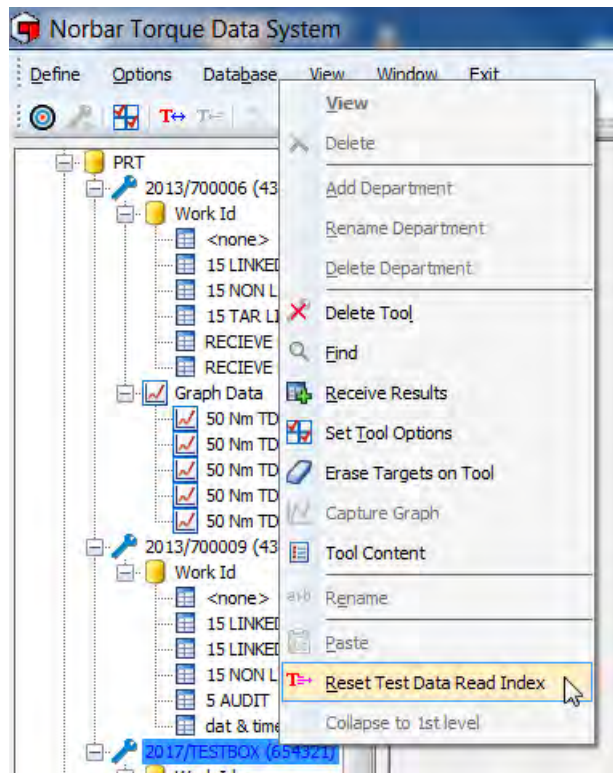 Norbar Torque Data System
Define Options Database View Window Exit
View
Delete
Add Department
Rename Department
Delete Department
Delete Tool
Find
Receive Results
Set Tool Options
Erase Targets on Tool
Capture Graph
Tool Content
Rename
Paste
Reset Test Data Read Index
Collapse to 1st level
PRT
2013/700006 (43
Work Id
<none>
15 LINKED
15 NON L
15 TAR LI
RECIEVE
RECIEVE
Graph Data
50 Nm TD
50 Nm TD
50 Nm TD
50 Nm TD
50 Nm TD
2013/700009 (43
Work Id
<none>
15 LINKED
15 LINKED
15 NON L
5 AUDIT
dat & time
2017/TESTBOX (654321)